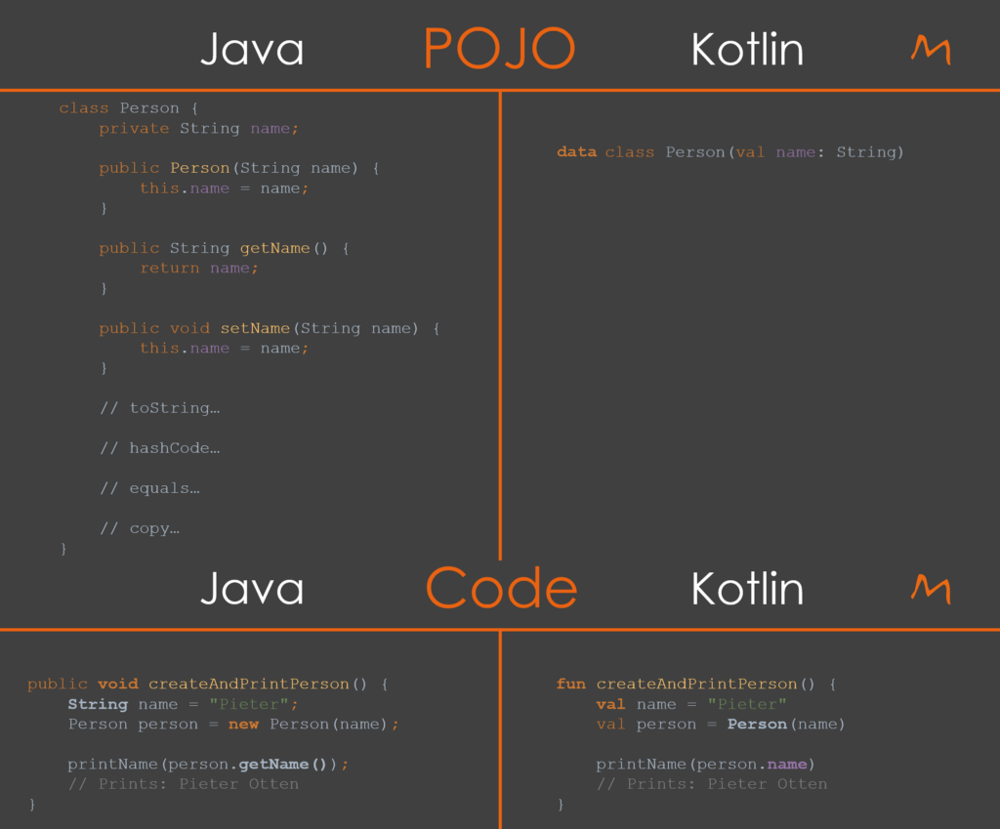 Java POJO Kotlin
class Person {
private String name;
public Person(String name) {
this.name = name;
}
public String getName() {
return name;
}
public void setName(String name) {
this.name = name;
}
// toString…
// hashCode…
// equals…
// copy…
}
data class Person(val name: String)
Java Code Kotlin
public void createAndPrintPerson() {
String name = "Pieter";
Person person = new Person(name);
printName(person.getName());
// Prints: Pieter Otten
}
fun createAndPrintPerson() {
val name = "Pieter"
val person = Person(name)
printName(person.name)
// Prints: Pieter Otten
}